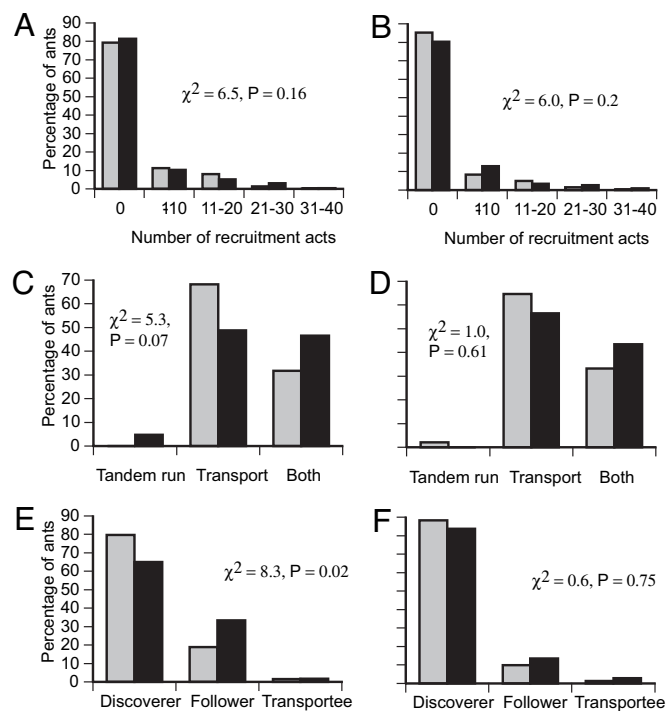 A
Percentage of ants
90
80
70
60
50
40
30
20
10
0
χ² = 6.5, P = 0.16
0 ‡10 11-20 21-30 31-40
Number of recruitment acts
B
χ² = 6.0, P = 0.2
0 ‡10 11-20 21-30 31-40
Number of recruitment acts
C
Percentage of ants
70
60
50
40
30
20
10
0
χ² = 5.3,
P = 0.07
Tandem run Transport Both
D
χ² = 1.0,
P = 0.61
Tandem run Transport Both
E
Percentage of ants
90
80
70
60
50
40
30
20
10
0
χ² = 8.3, P = 0.02
Discoverer Follower Transportee
F
χ² = 0.6, P = 0.75
Discoverer Follower Transportee